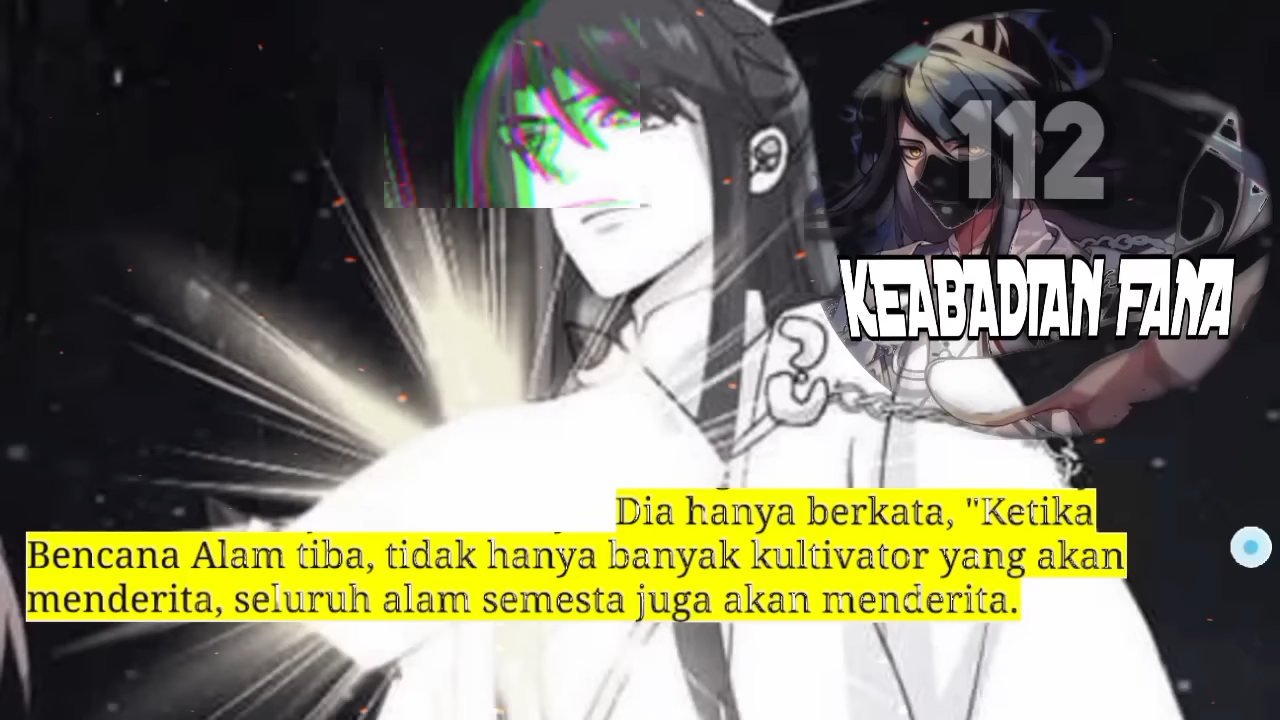 112
KEABADIAN FANA
Dia hanya berkata, "Ketika
Bencana Alam tiba, tidak hanya banyak kultivator yang akan
menderita, seluruh alam semesta juga akan menderita.